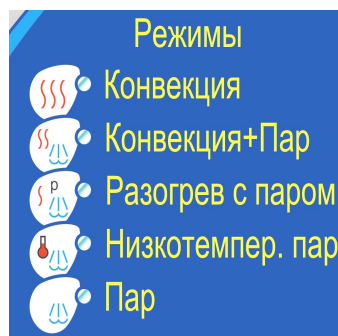 Режимы
Конвекция
Конвекция+Пар
P Разогрев с паром
Низкотемпер. пар
Пар